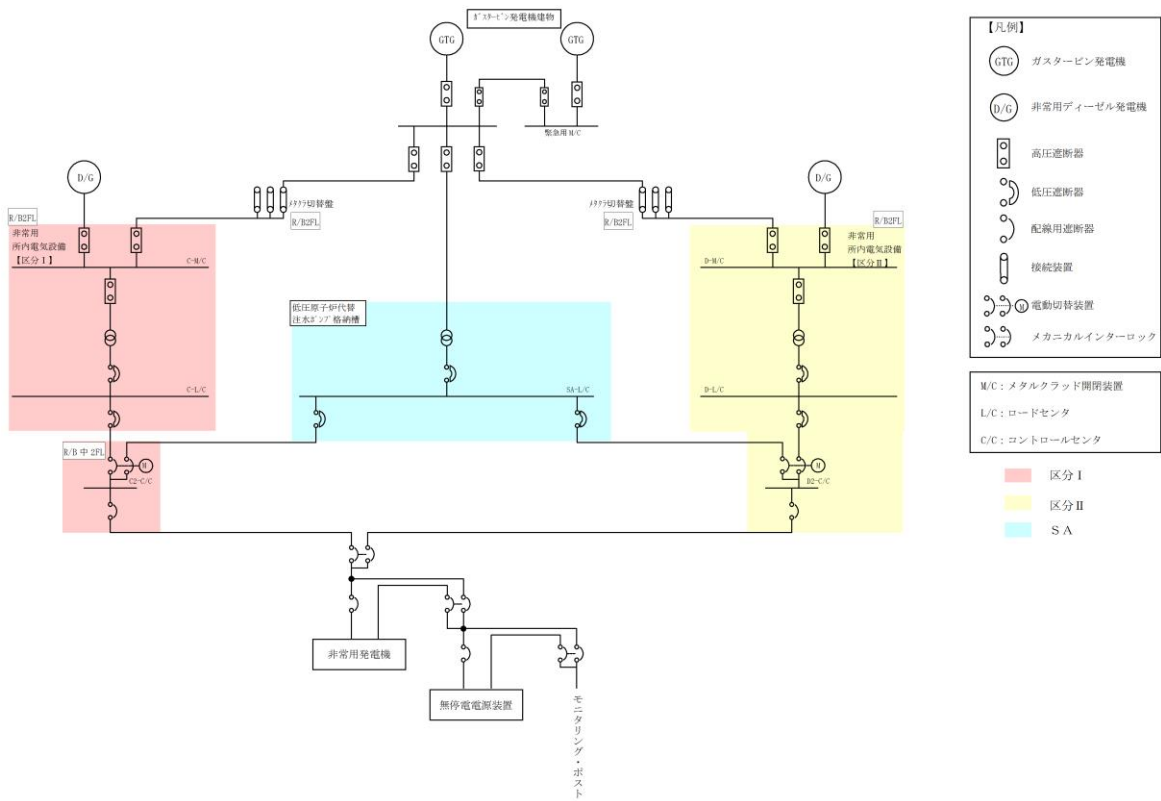 ガスタービン発電機建物
GTG
GTG
緊急用M/C
D/G
D/G
メタクラ切替盤
R/B2FL
メタクラ切替盤
R/B2FL
R/B2FL
非常用
所内電気設備
【区分Ⅰ】
C-M/C
R/B2FL
非常用
所内電気設備
【区分Ⅱ】
D-M/C
低圧原子炉代替
注水ポンプ格納槽
C-L/C
SA-L/C
D-L/C
R/B 中 2FL
M
C2-C/C
M
D2-C/C
非常用発電機
無停電電源装置
モニタリング・ポスト
【凡例】
GTG ガスタービン発電機
D/G 非常用ディーゼル発電機
高圧遮断器
低圧遮断器
配線用遮断器
接続装置
M 電動切替装置
メカニカルインターロック
M/C：メタルクラッド開閉装置
L/C：ロードセンタ
C/C：コントロールセンタ
区分Ⅰ
区分Ⅱ
ＳＡ